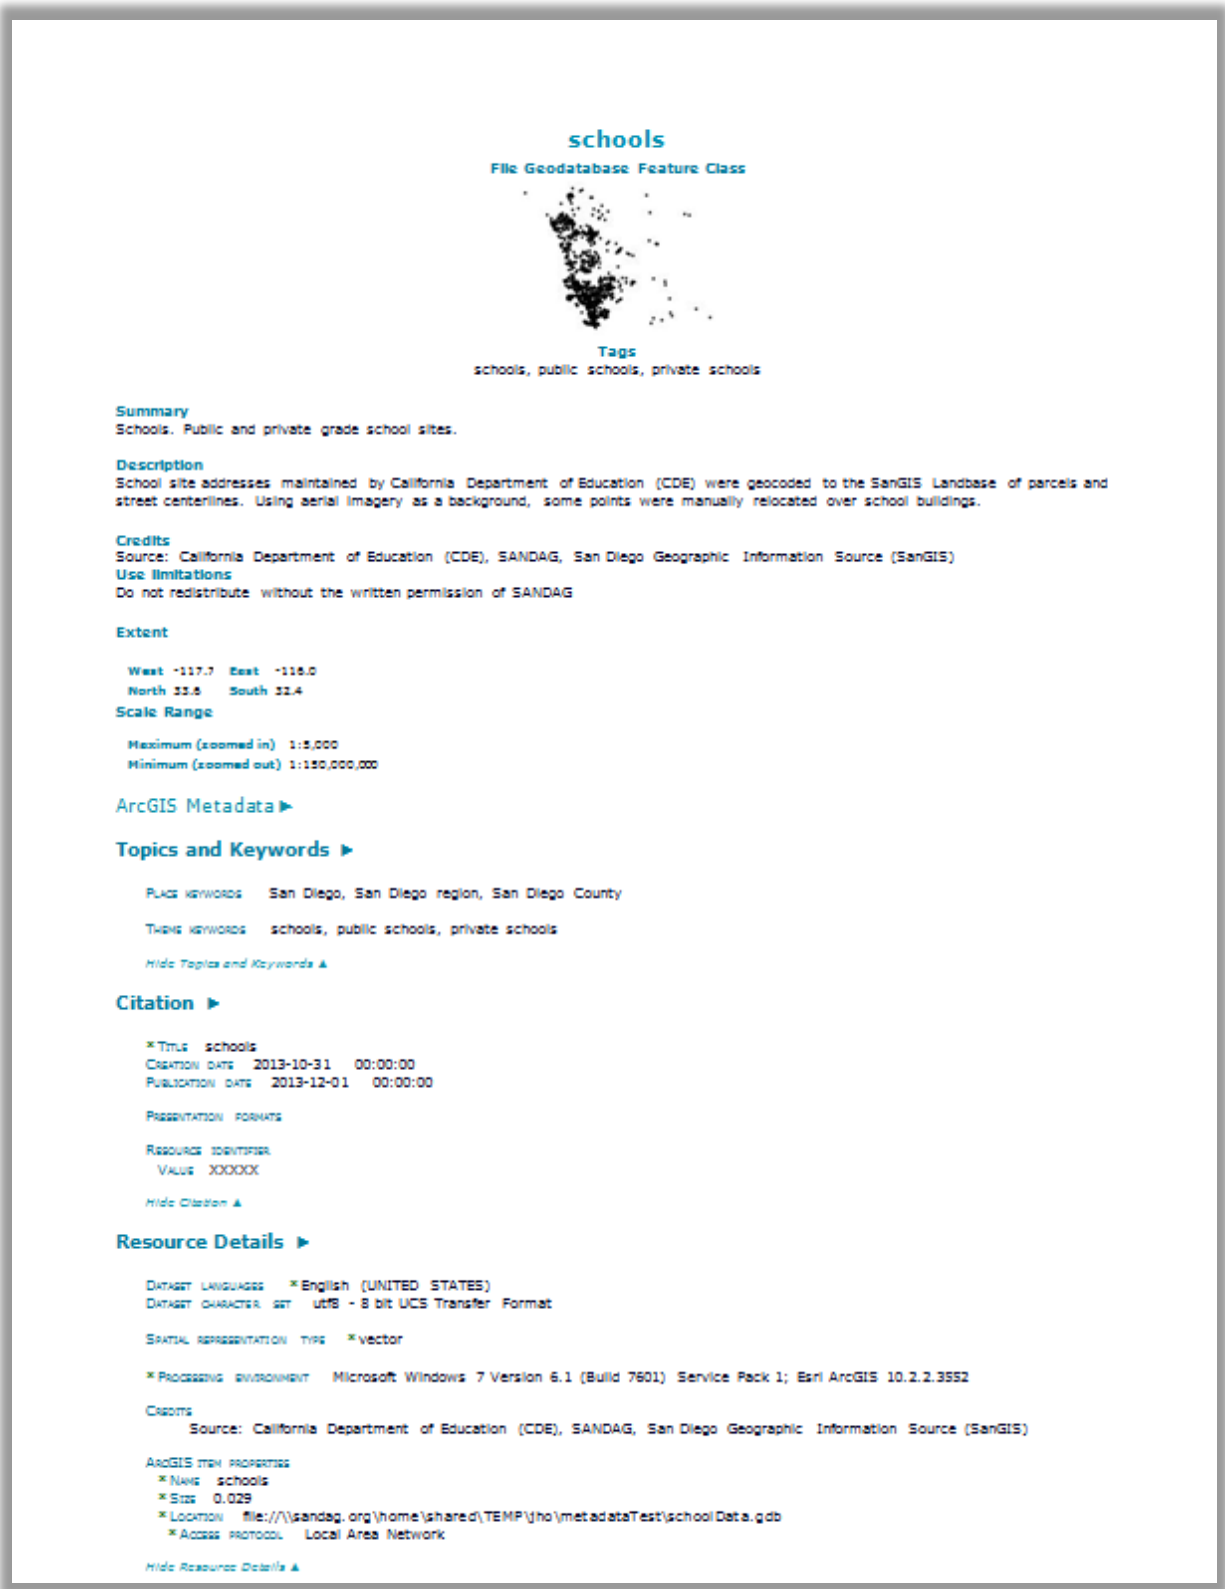 schools
File Geodatabase Feature Class
Tags
schools, public schools, private schools
Summary
Schools. Public and private grade school sites.
Description
School site addresses maintained by California Department of Education (CDE) were geocoded to the SanGIS Landbase of parcels and
street centerlines. Using aerial imagery as a background, some points were manually relocated over school buildings.
Credits
Source: California Department of Education (CDE), SANDAG, San Diego Geographic Information Source (SanGIS)
Use limitations
Do not redistribute without the written permission of SANDAG
Extent
West -117.7 East -116.0
North 33.6 South 32.4
Scale Range
Maximum (zoomed in) 1:5,000
Minimum (zoomed out) 1:150,000,000
ArcGIS Metadata ►
Topics and Keywords ►
PLACE KEYWORDS San Diego, San Diego region, San Diego County
THEME KEYWORDS schools, public schools, private schools
Hide Topics and Keywords ▲
Citation ►
* TITLE schools
CREATION DATE 2013-10-31 00:00:00
PUBLICATION DATE 2013-12-01 00:00:00
PRESENTATION FORMATS
RESOURCE IDENTIFIER
VALUE XXXXX
Hide Citation ▲
Resource Details ►
DATASET LANGUAGES * English (UNITED STATES)
DATASET CHARACTER SET utf8 - 8 bit UCS Transfer Format
SPATIAL REPRESENTATION TYPE * vector
* PROCESSING ENVIRONMENT Microsoft Windows 7 Version 6.1 (Build 7601) Service Pack 1; Esri ArcGIS 10.2.2.3552
CREDITS
Source: California Department of Education (CDE), SANDAG, San Diego Geographic Information Source (SanGIS)
ARCGIS ITEM PROPERTIES
* NAME schools
* SIZE 0.029
* LOCATION file://\\sandag.org\home\shared\TEMP\jho\metadataTest\schoolData.gdb
* ACCESS PROTOCOL Local Area Network
Hide Resource Details ▲